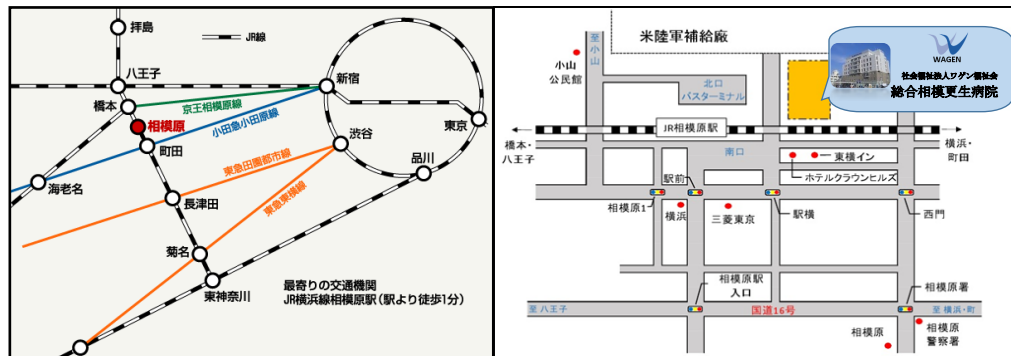 拝島
JR線
八王子
新宿
橋本
京王相模原線
相模原
小田急小田原線
東京
町田
渋谷
東急田園都市線
品川
海老名
東急東横線
長津田
菊名
東神奈川
最寄りの交通機関
JR横浜線相模原駅(駅より徒歩1分)
至小山
米陸軍補給廠
小山
公民館
北口
バスターミナル
WAGEN
社会福祉法人ワゲン福祉会
総合相模更生病院
JR相模原駅
橋本・
八王子
横浜・
町田
南口
東横イン
ホテルクラウンヒルズ
駅前
相模原1
横浜
三菱東京
駅横
西門
相模原駅
入口
相模原署
至八王子
国道16号
至横浜・町
相模原
相模原
警察署